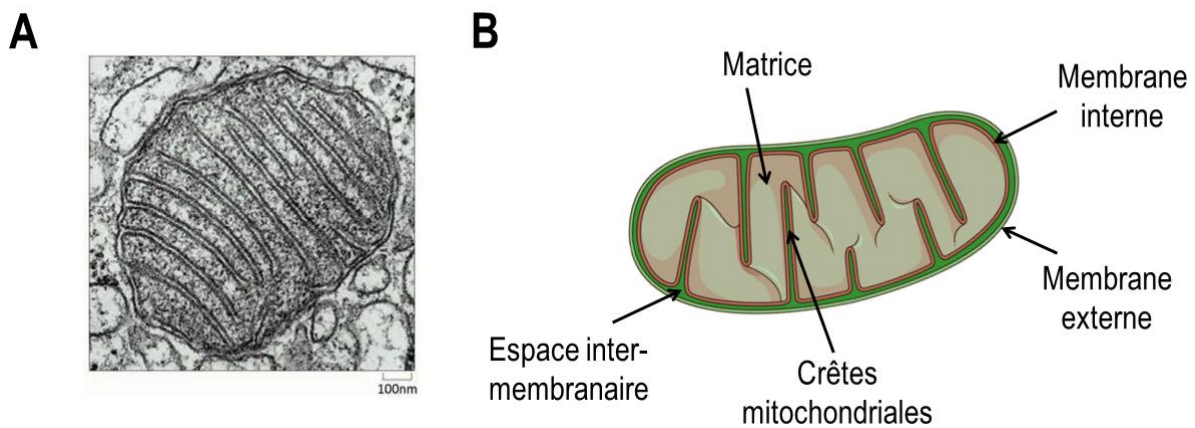 A
B
Matrice
Membrane
interne
Membrane
externe
Espace inter-
membranaire
Crêtes
mitochondriales
100nm